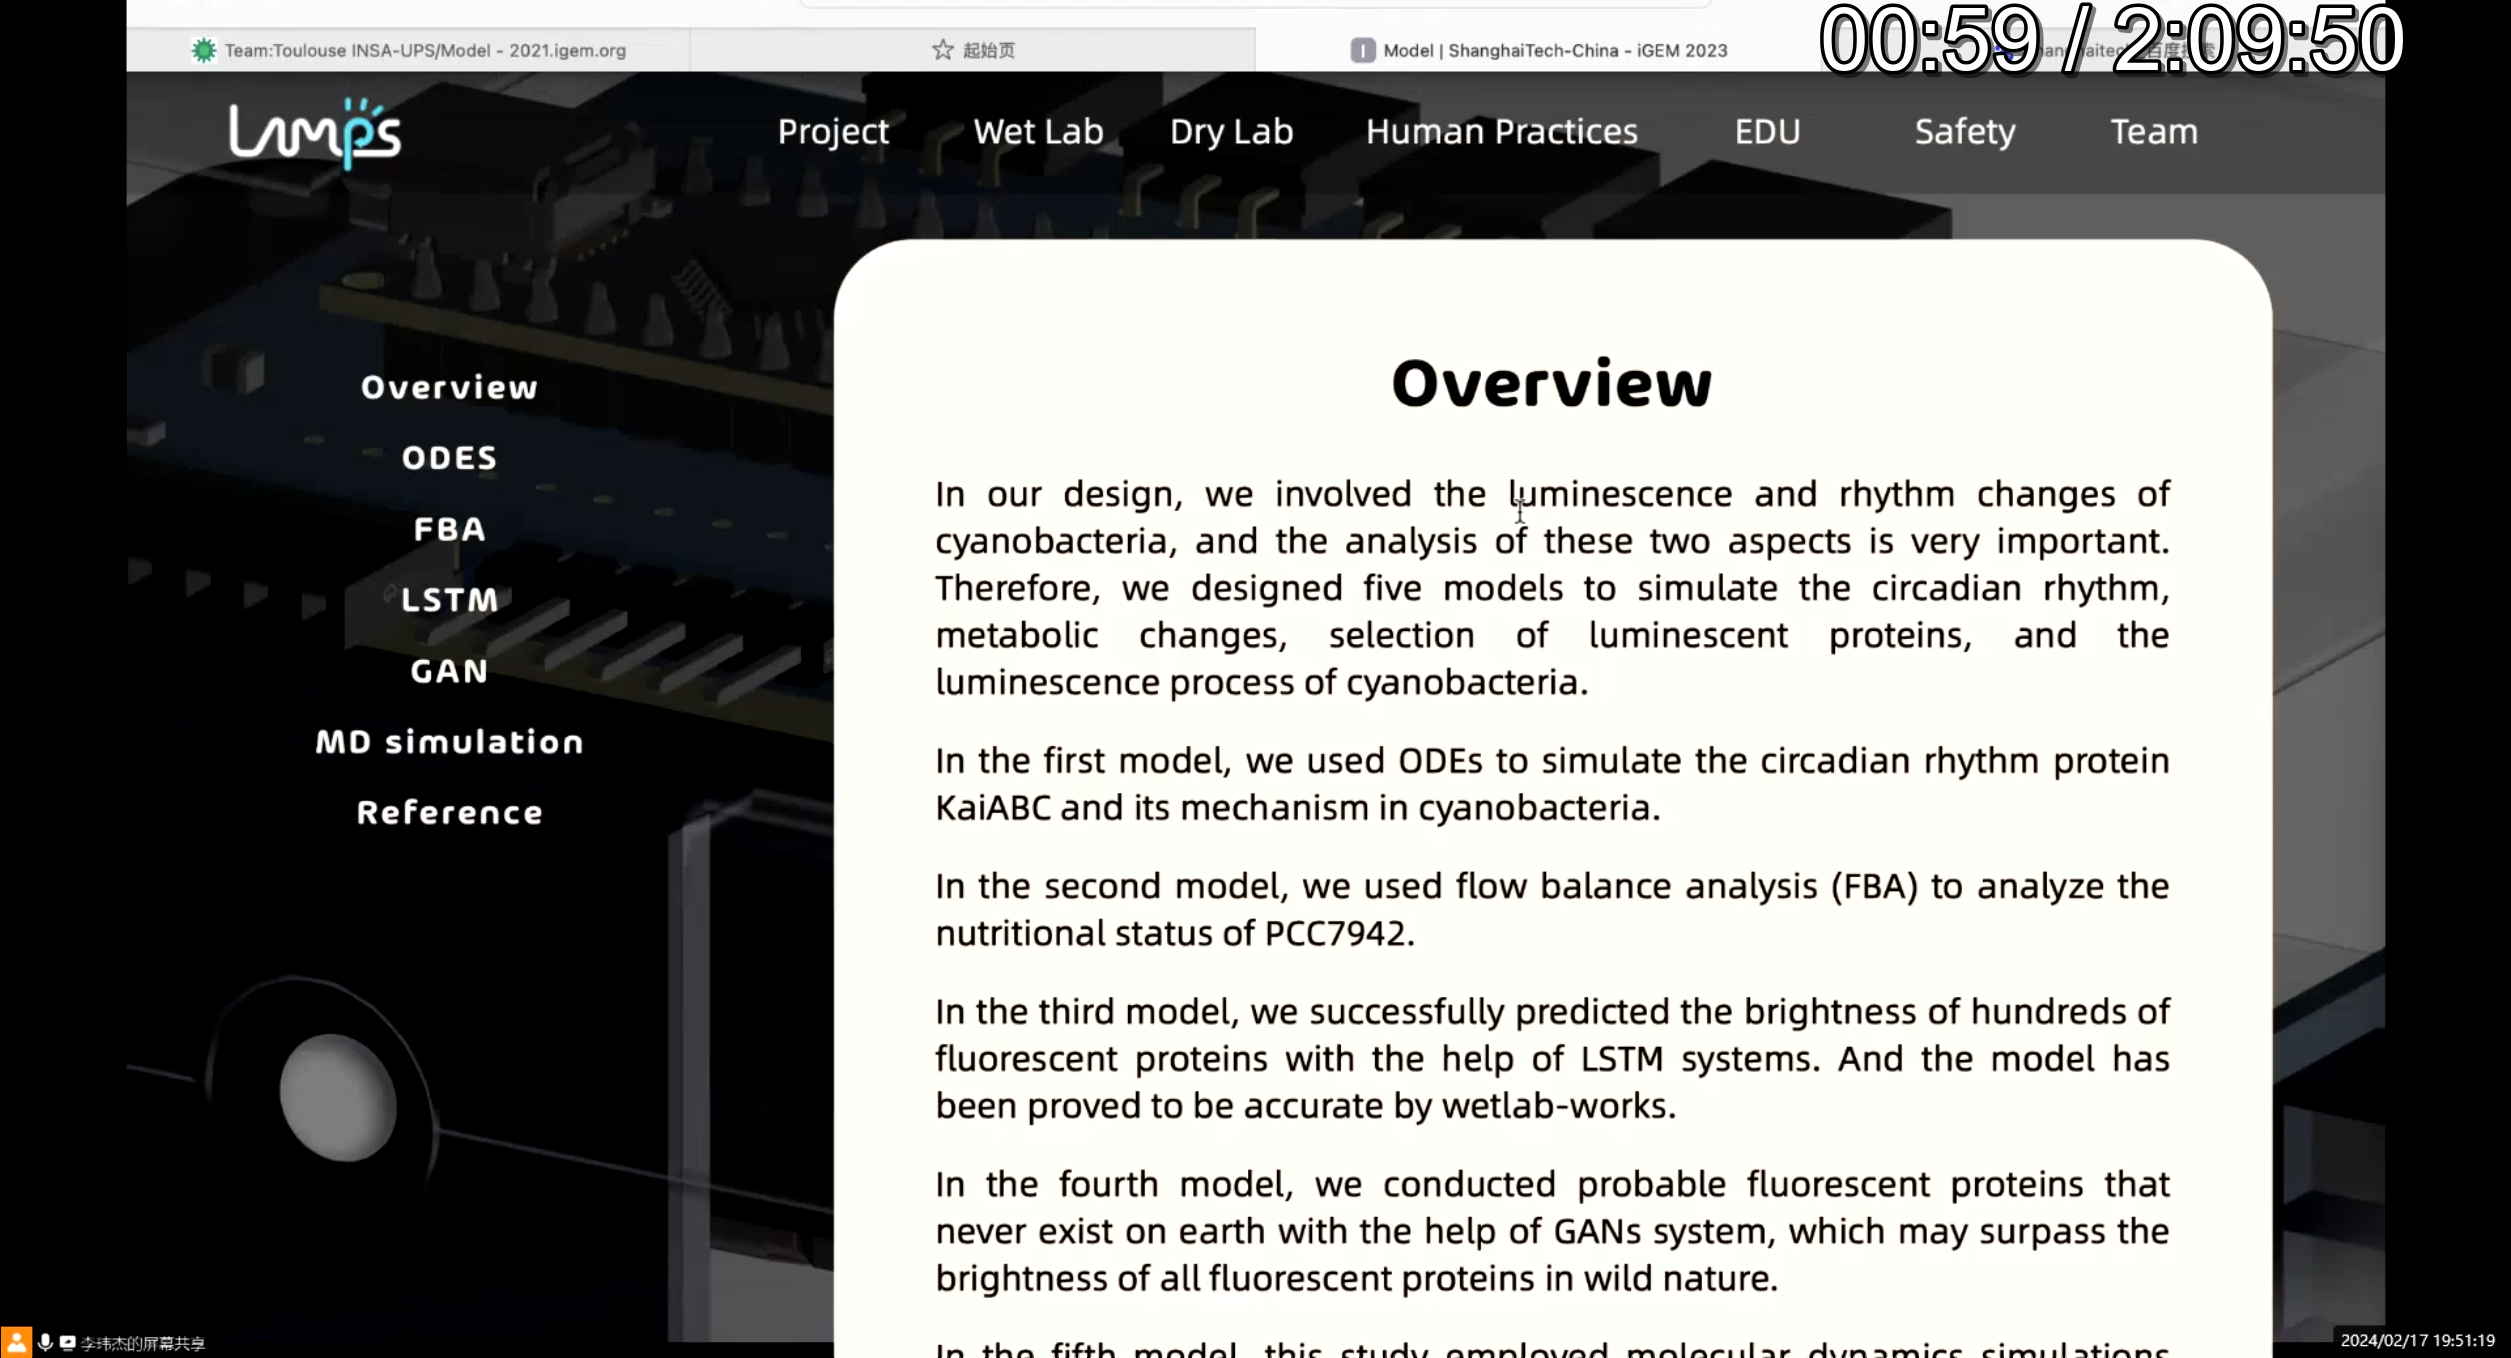 00:59 / 2:09:50
Team:Toulouse INSA-UPS/Model - 2021.igem.org
起始页
Model | ShanghaiTech-China - iGEM 2023
Lamps
Project
Wet Lab
Dry Lab
Human Practices
EDU
Safety
Team
Overview
ODES
FBA
LSTM
GAN
MD simulation
Reference
Overview
In our design, we involved the luminescence and rhythm changes of
cyanobacteria, and the analysis of these two aspects is very important.
Therefore, we designed five models to simulate the circadian rhythm,
metabolic changes, selection of luminescent proteins, and the
luminescence process of cyanobacteria.
In the first model, we used ODEs to simulate the circadian rhythm protein
KaiABC and its mechanism in cyanobacteria.
In the second model, we used flow balance analysis (FBA) to analyze the
nutritional status of PCC7942.
In the third model, we successfully predicted the brightness of hundreds of
fluorescent proteins with the help of LSTM systems. And the model has
been proved to be accurate by wetlab-works.
In the fourth model, we conducted probable fluorescent proteins that
never exist on earth with the help of GANs system, which may surpass the
brightness of all fluorescent proteins in wild nature.
In the fifth model, this study employed molecular dynamics simulations
李玮杰的屏幕共享
2024/02/17 19:51:19